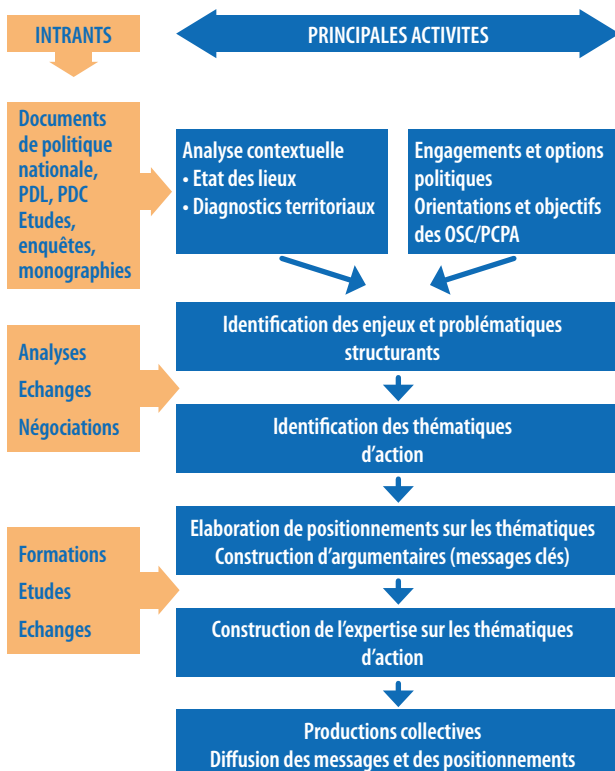 INTRANTS
PRINCIPALES ACTIVITES
Documents
de politique
nationale,
PDL, PDC
Etudes,
enquêtes,
monographies
Analyse contextuelle
• Etat des lieux
• Diagnostics territoriaux
Engagements et options
politiques
Orientations et objectifs
des OSC/PCPA
Identification des enjeux et problématiques
structurants
Analyses
Echanges
Négociations
Identification des thématiques
d’action
Elaboration de positionnements sur les thématiques
Construction d’argumentaires (messages clés)
Formations
Etudes
Echanges
Construction de l’expertise sur les thématiques
d’action
Productions collectives
Diffusion des messages et des positionnements